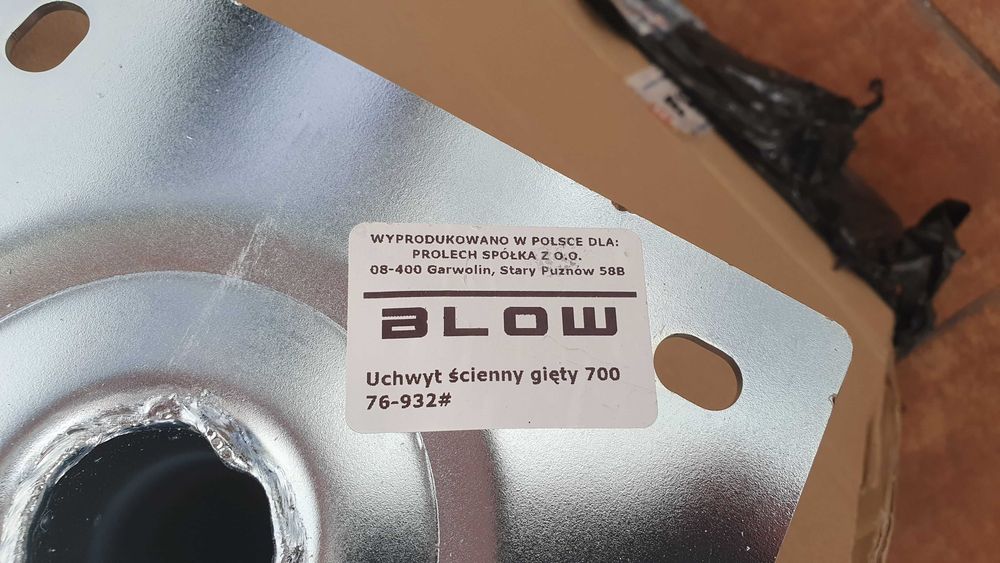 WYPRODUKOWANO W POLSCE DLA:
PROLECH SPÓŁKA Z O.O.
08-400 Garwolin, Stary Puznów 58B
BLOW
Uchwyt ścienny gięty 700
76-932#